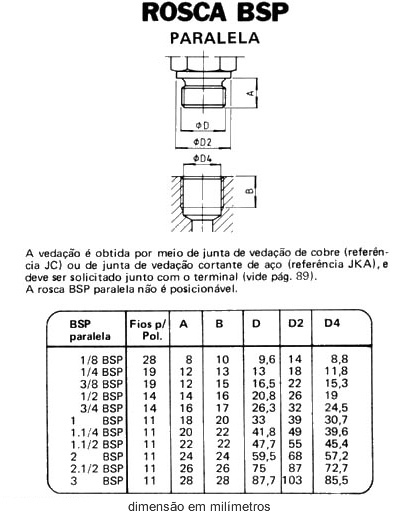 ROSCA BSP
PARALELA
A
ΦD
ΦD2
ΦD4
B
A vedação é obtida por meio de junta de vedação de cobre (referên-
cia JC) ou de junta de vedação cortante de aço (referência JKA), e
deve ser solicitado junto com o terminal (vide pág. 89).
A rosca BSP paralela não é posicionável.
BSP paralela Fios p/ Pol. A B D D2 D4
1/8 BSP 28 8 10 9,6 14 8,8
1/4 BSP 19 12 13 13 18 11,8
3/8 BSP 19 12 15 16,5 22 15,3
1/2 BSP 14 14 16 20,8 26 19
3/4 BSP 14 16 17 26,3 32 24,5
1 BSP 11 18 20 33 39 30,7
1.1/4 BSP 11 20 22 41,8 49 39,6
1.1/2 BSP 11 22 22 47,7 55 45,4
2 BSP 11 24 24 59,5 68 57,2
2.1/2 BSP 11 26 26 75 87 72,7
3 BSP 11 28 28 87,7 103 85,5
dimensão em milímetros